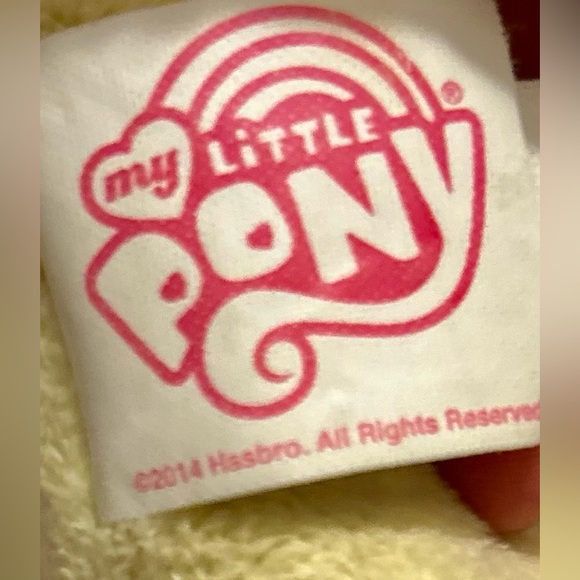 my LiTTLE ®
PONY
©2014 Hasbro. All Rights Reserved